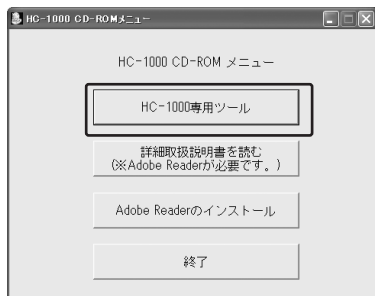 HC-1000 CD-ROMメニュー
HC-1000 CD-ROM メニュー
HC-1000専用ツール
詳細取扱説明書を読む
(※Adobe Readerが必要です。)
Adobe Readerのインストール
終了